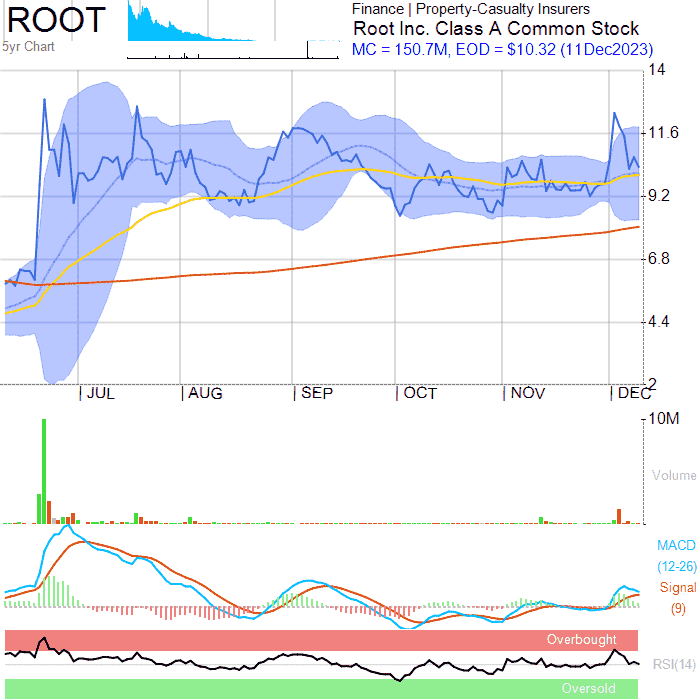 ROOT
5yr Chart
Finance | Property-Casualty Insurers
Root Inc. Class A Common Stock
MC = 150.7M, EOD = $10.32 (11Dec2023)
14
11.6
9.2
6.8
4.4
2
JUL AUG SEP OCT NOV DEC
10M
Volume
MACD
(12-26)
Signal
(9)
Overbought
RSI(14)
Oversold